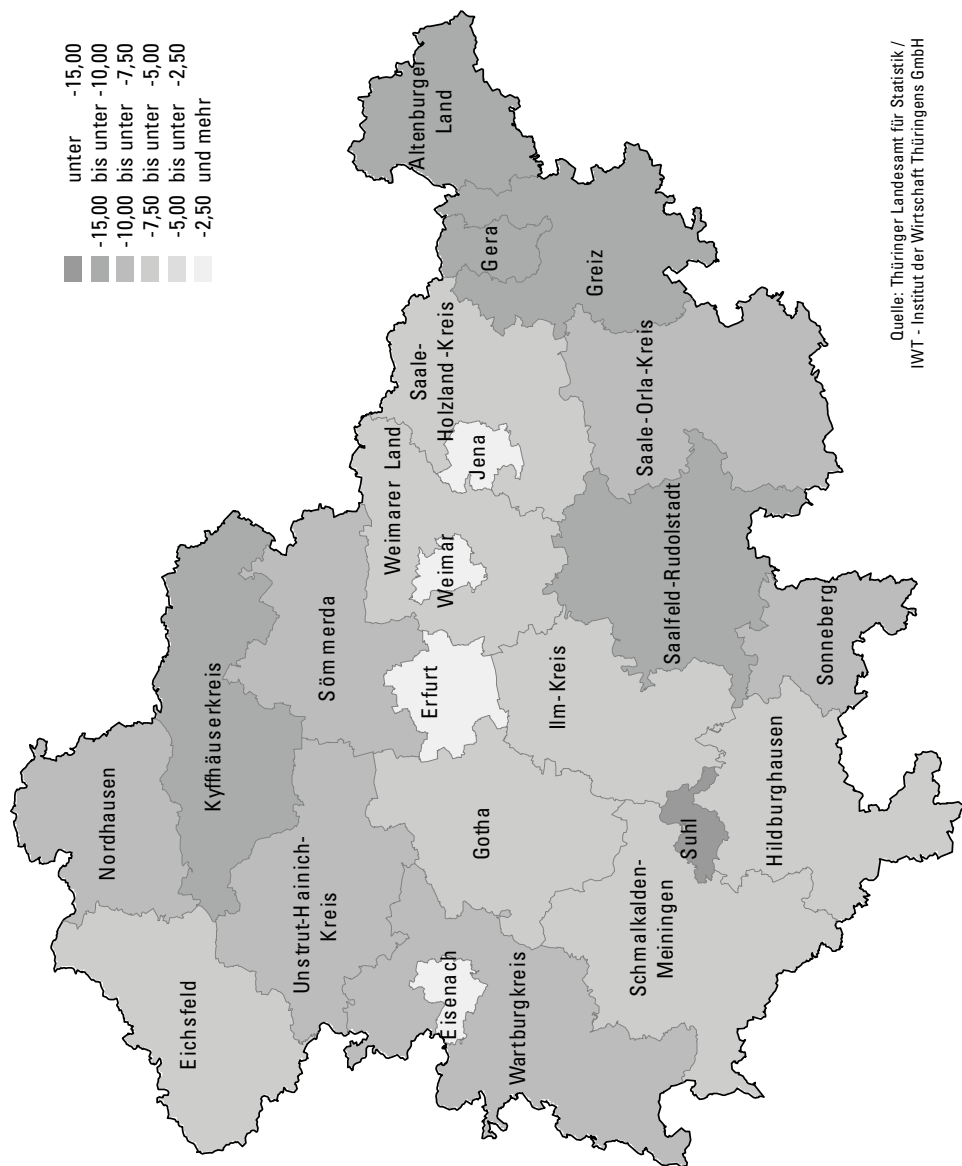 unter -15,00
-15,00 bis unter -10,00
-10,00 bis unter -7,50
-7,50 bis unter -5,00
-5,00 bis unter -2,50
-2,50 und mehr
Nordhausen
Eichsfeld
Kyffhäuserkreis
Unstrut-Hainich-
Kreis
Sömmerda
Altenburger
Land
Gera
Greiz
Saale-
Holzland-Kreis
Jena
Weimarer Land
Weimar
Erfurt
Gotha
Eisenach
Wartburgkreis
Ilm-Kreis
Saale-Orla-Kreis
Saalfeld-Rudolstadt
Schmalkalden-
Meiningen
Suhl
Hildburghausen
Sonneberg
Quelle: Thüringer Landesamt für Statistik /
IWT - Institut der Wirtschaft Thüringens GmbH